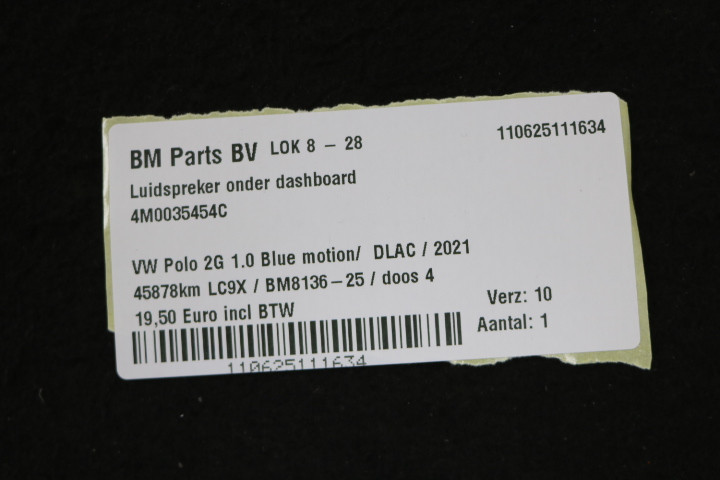 BM Parts BV LOK 8 - 28 110625111634
Luidspreker onder dashboard
4M0035454C
VW Polo 2G 1.0 Blue motion/ DLAC / 2021
45878km LC9X / BM8136-25 / doos 4
19,50 Euro incl BTW
Verz: 10
Aantal: 1
110625111634